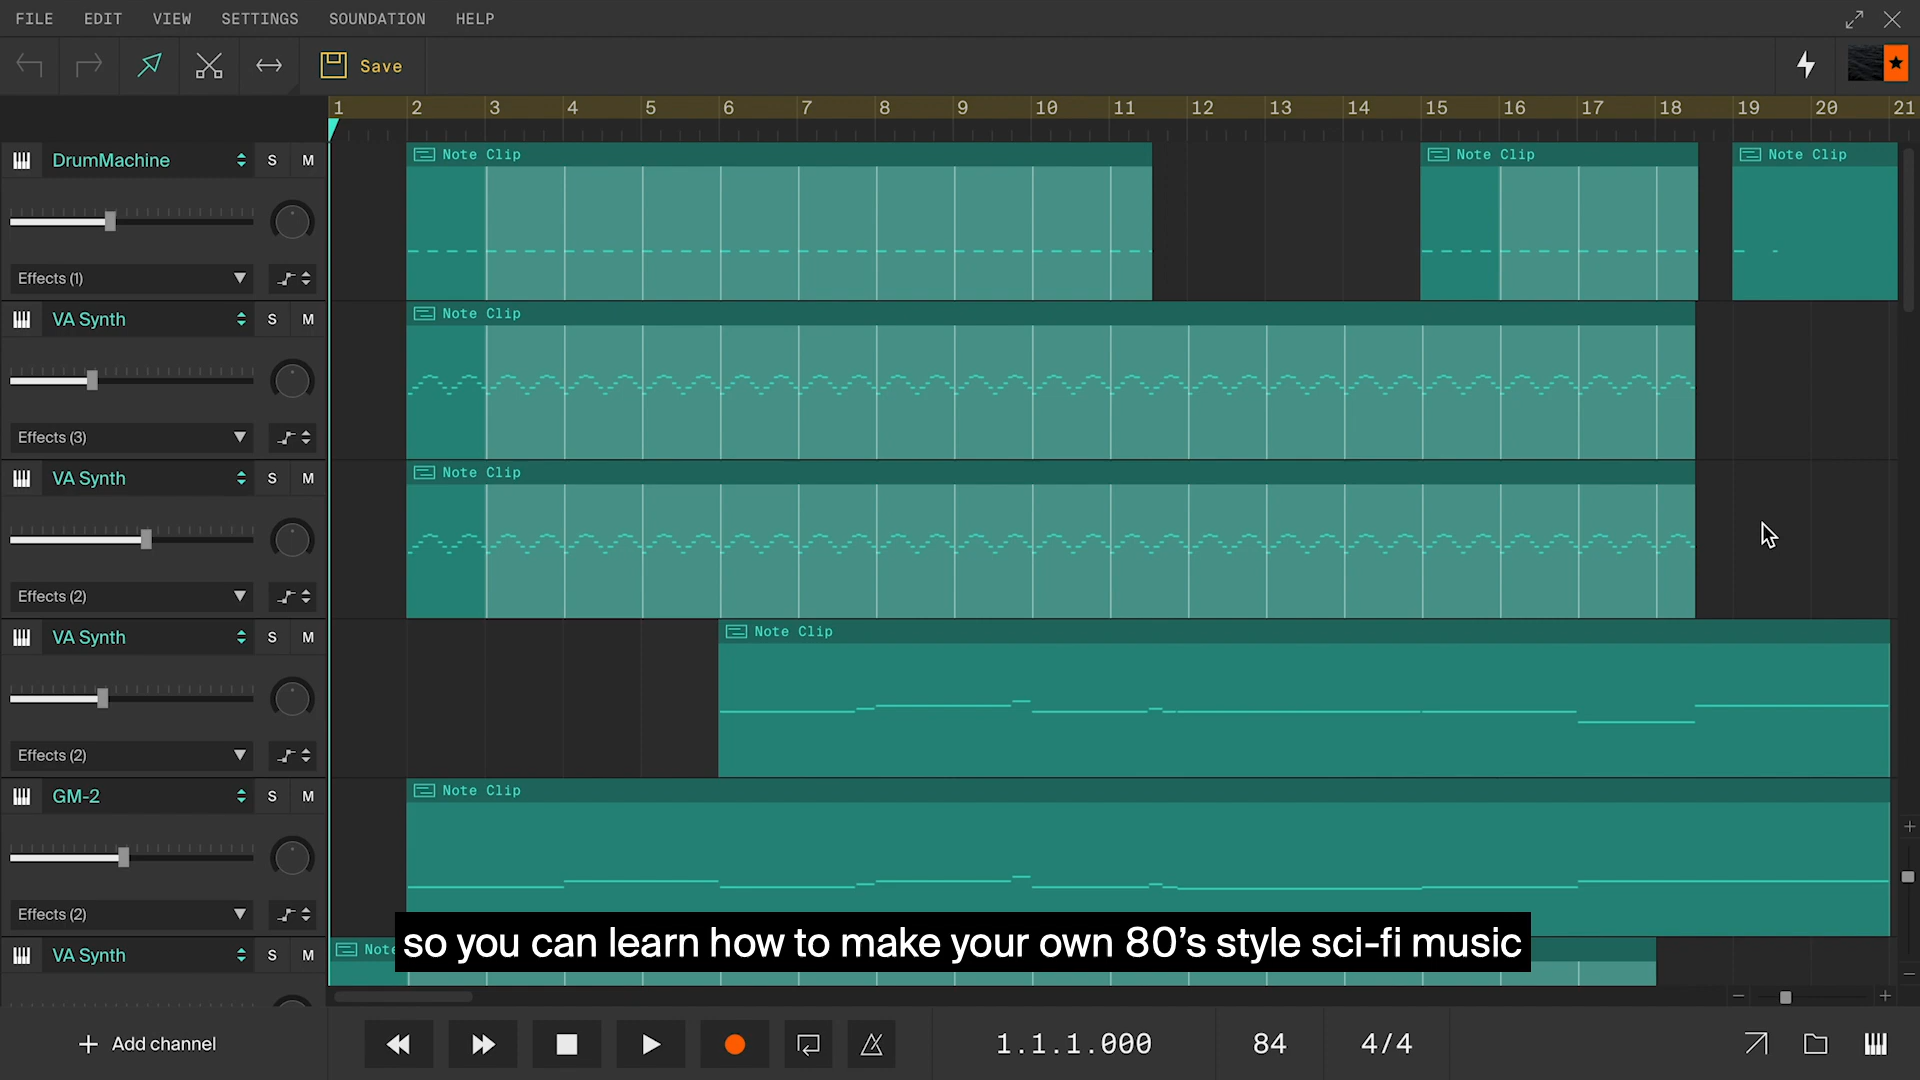 FILE EDIT VIEW SETTINGS SOUNDATION HELP
Save
1 2 3 4 5 6 7 8 9 10 11 12 13 14 15 16 17 18 19 20 21
DrumMachine S M
Note Clip Note Clip Note Clip
Effects (1)
VA Synth S M
Note Clip
Effects (3)
VA Synth S M
Note Clip
Effects (2)
VA Synth S M
Note Clip
Effects (2)
GM-2 S M
Note Clip
Effects (2)
VA Synth S M
Note
so you can learn how to make your own 80’s style sci-fi music
+ Add channel
1.1.1.000 84 4/4